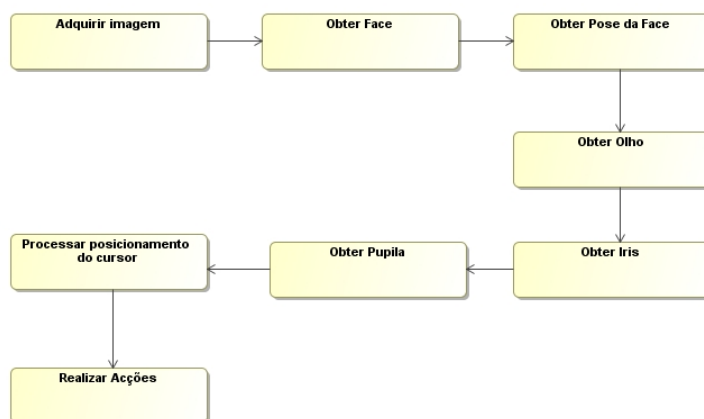 Adquirir imagem
Obter Face
Obter Pose da Face
Obter Olho
Obter Iris
Obter Pupila
Processar posicionamento
do cursor
Realizar Acções